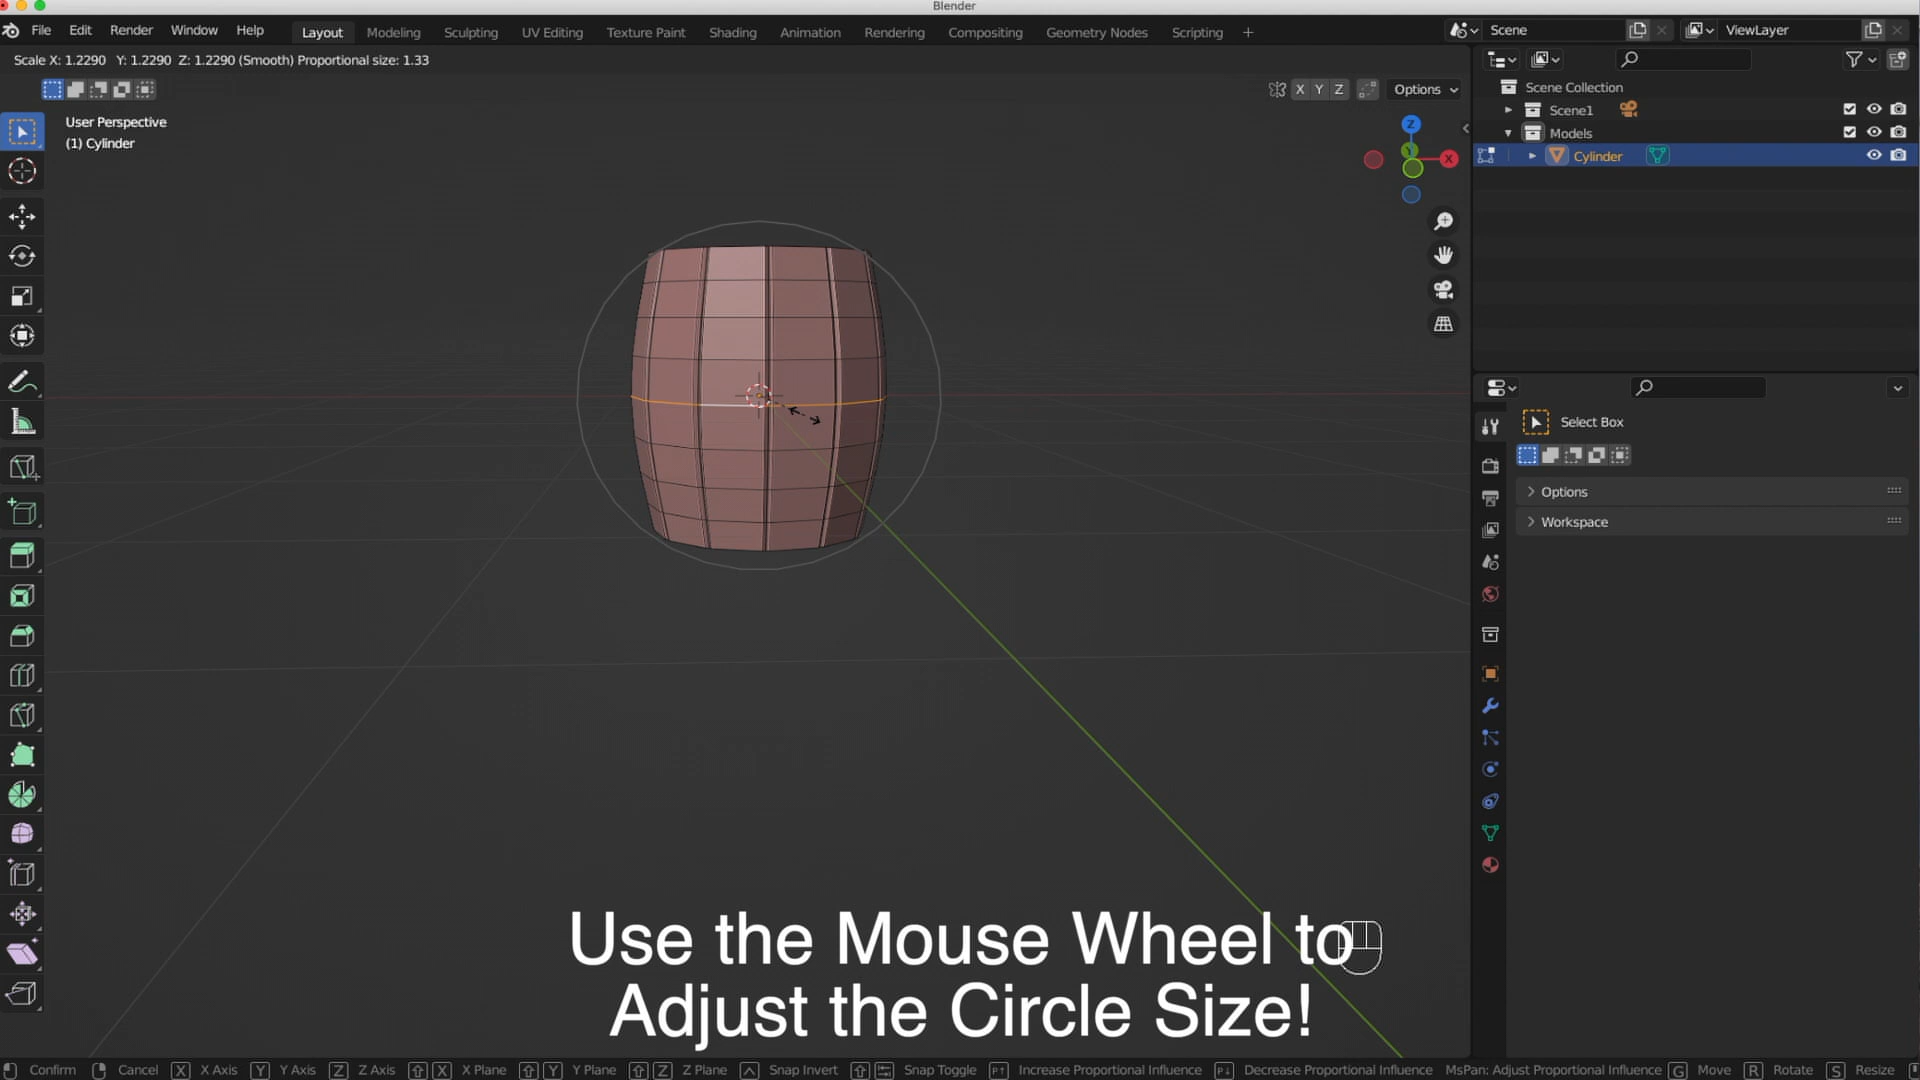 Blender
File Edit Render Window Help Layout Modeling Sculpting UV Editing Texture Paint Shading Animation Rendering Compositing Geometry Nodes Scripting + Scene ViewLayer
Scale X: 1.2290 Y: 1.2290 Z: 1.2290 (Smooth) Proportional size: 1.33
X Y Z Options
User Perspective
(1) Cylinder
Z
Y
X
Scene Collection
Scene1
Models
Cylinder
Select Box
Options
Workspace
Use the Mouse Wheel to
Adjust the Circle Size!
Confirm Cancel X X Axis Y Y Axis Z Z Axis X X Plane Y Y Plane Z Z Plane Snap Invert Snap Toggle Increase Proportional Influence Decrease Proportional Influence MsPan: Adjust Proportional Influence G Move R Rotate S Resize